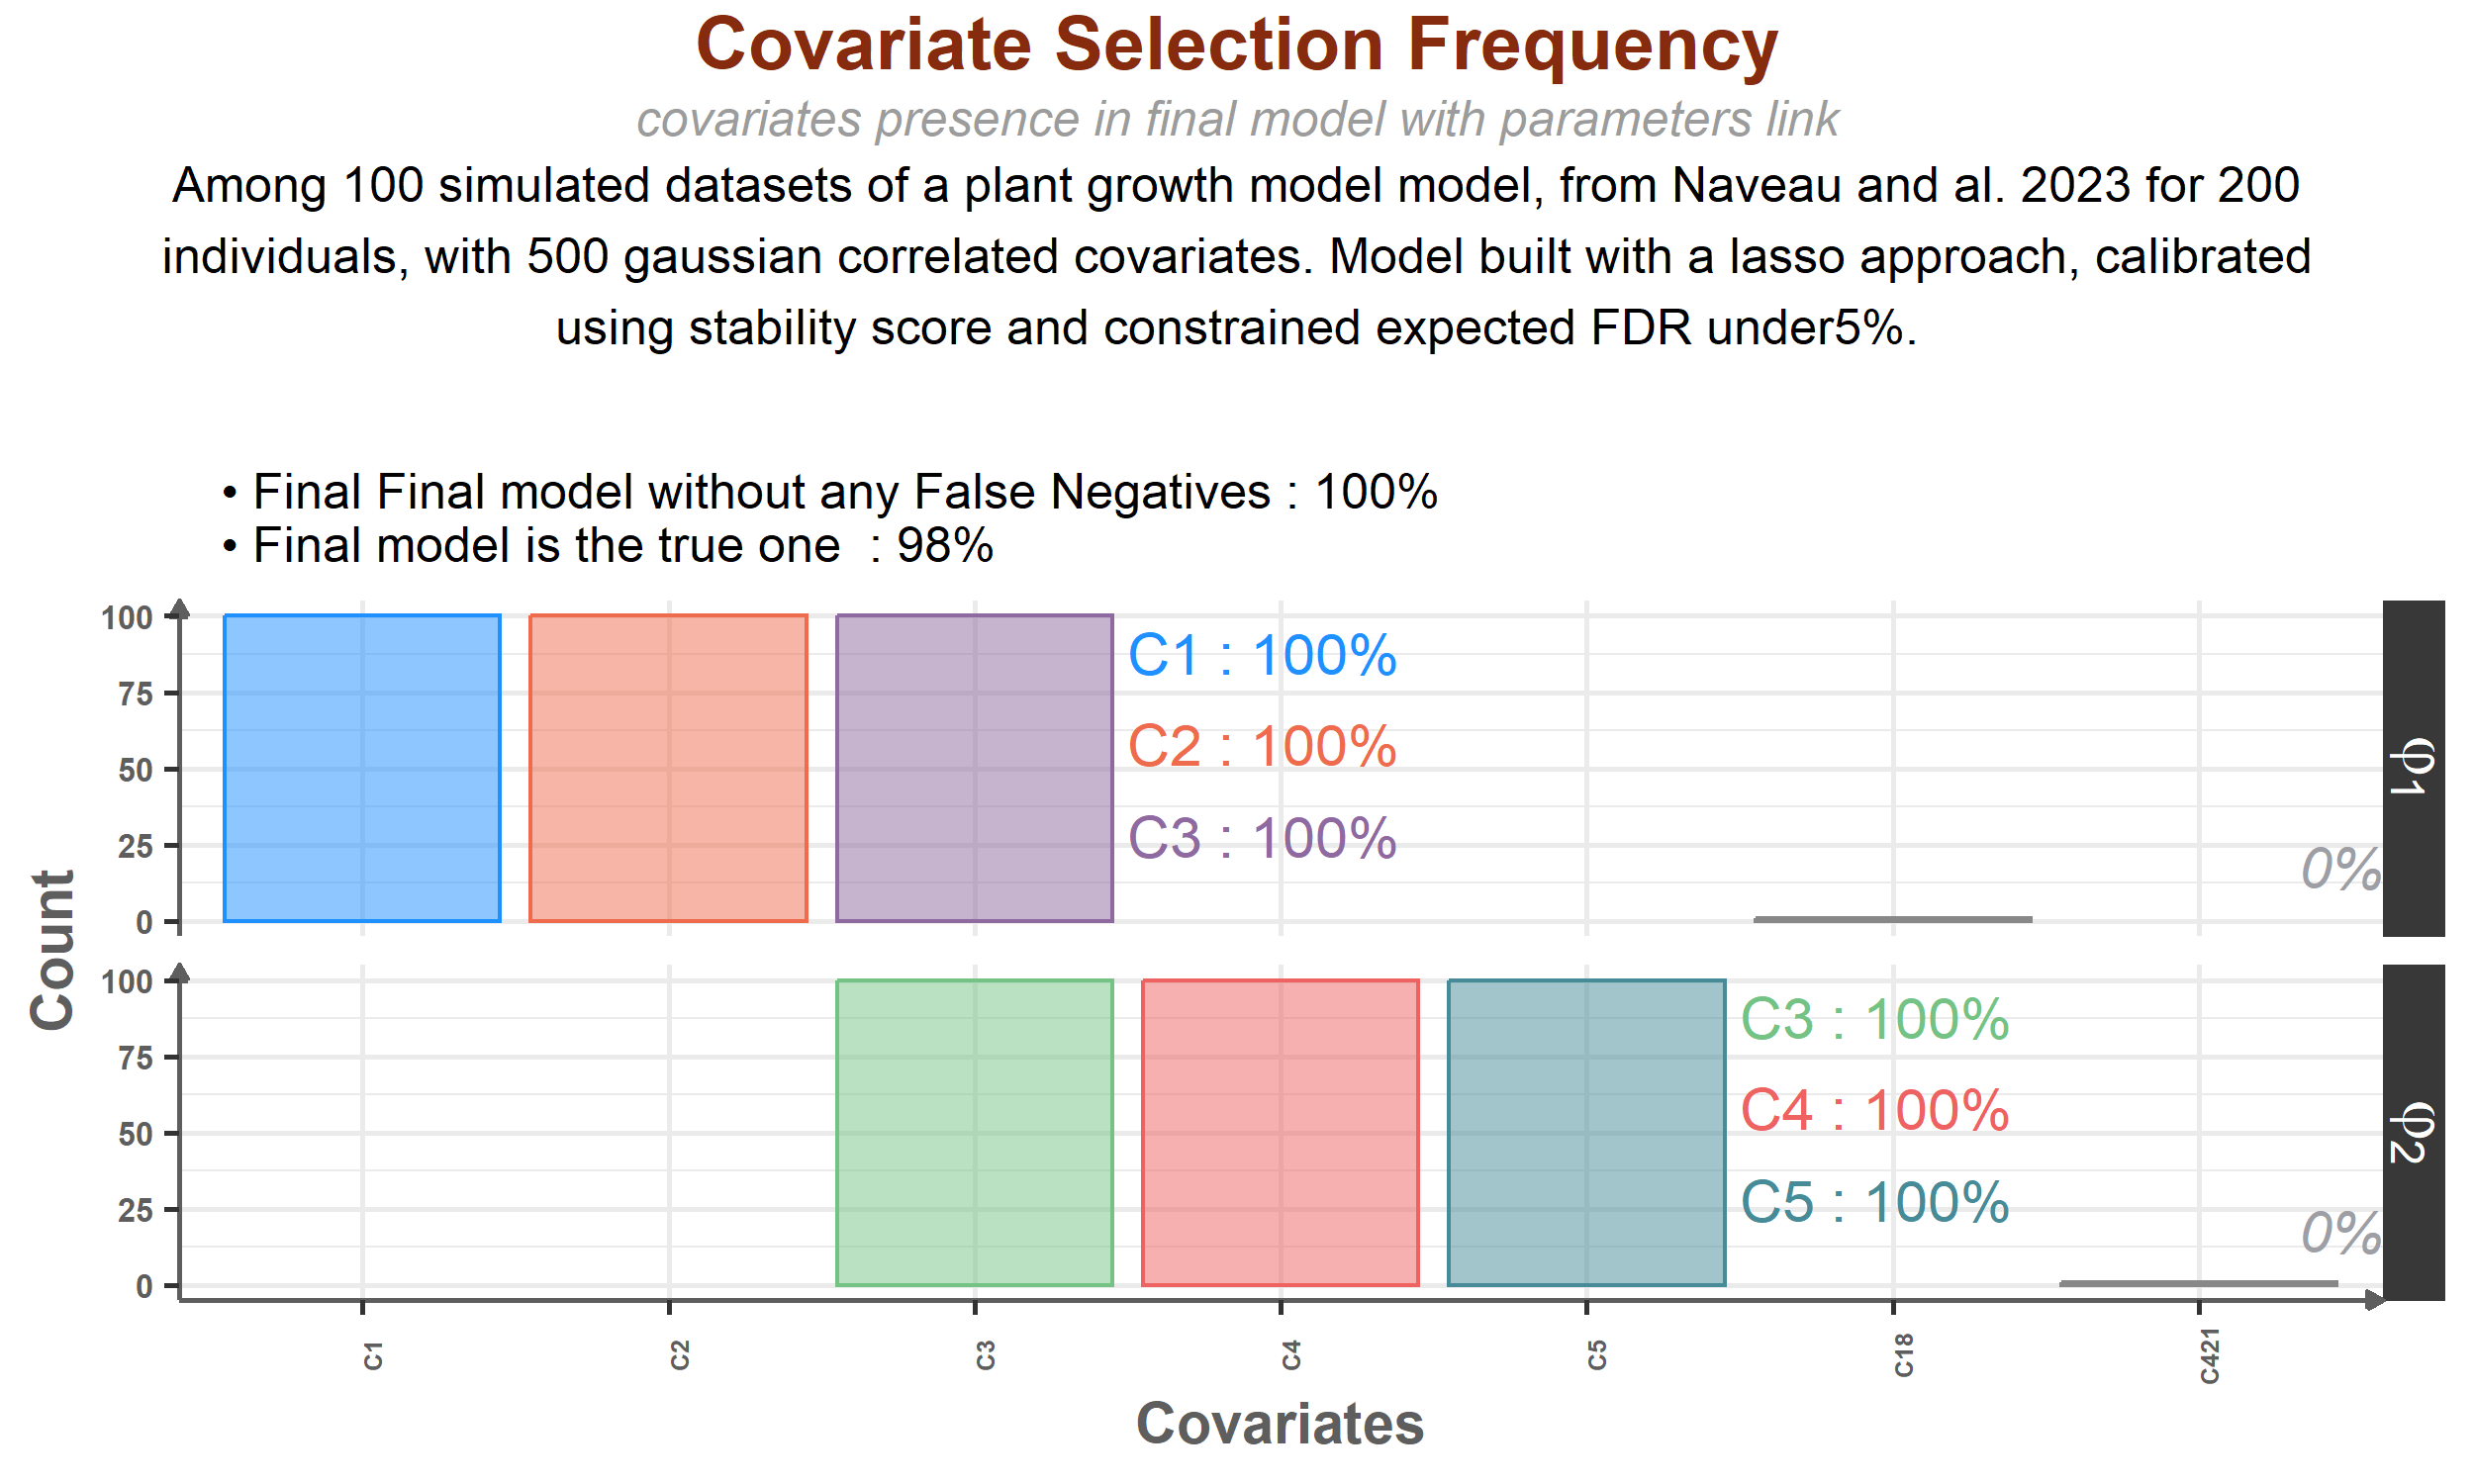 Covariate Selection Frequency
covariates presence in final model with parameters link
Among 100 simulated datasets of a plant growth model model, from Naveau and al. 2023 for 200
individuals, with 500 gaussian correlated covariates. Model built with a lasso approach, calibrated
using stability score and constrained expected FDR under5%.
• Final Final model without any False Negatives : 100%
• Final model is the true one  : 98%
Count
100
75
50
25
0
C1 : 100%
C2 : 100%
C3 : 100%
0%
φ1
100
75
50
25
0
C3 : 100%
C4 : 100%
C5 : 100%
0%
φ2
C1
C2
C3
C4
C5
C18
C421
Covariates